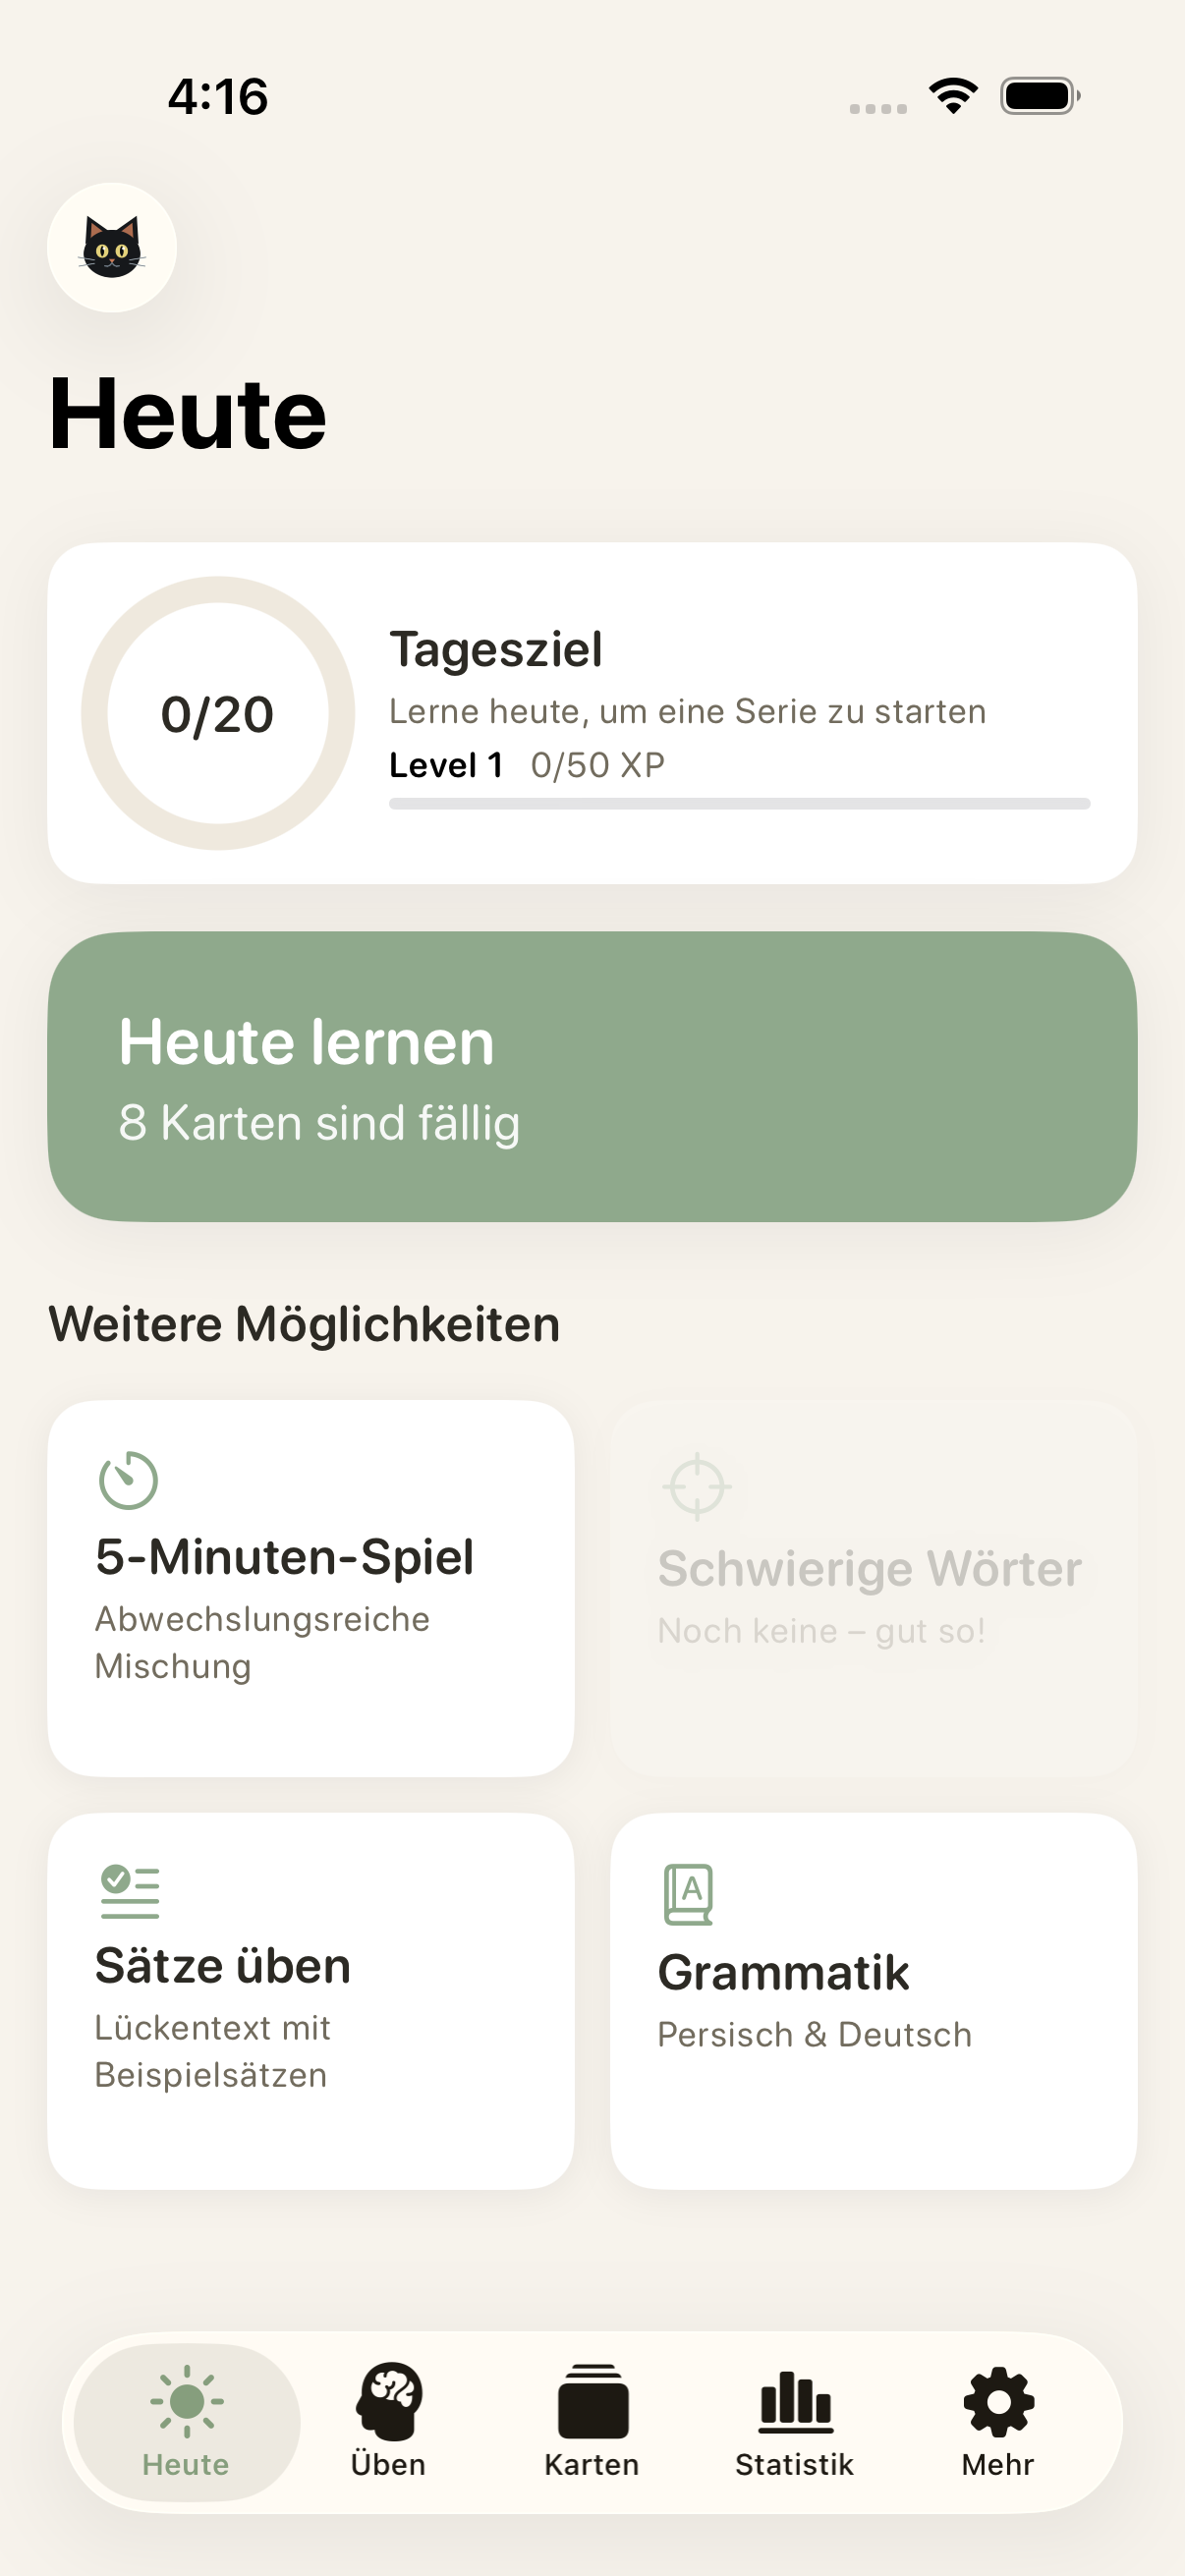 4:16
Heute
0/20
Tagesziel
Lerne heute, um eine Serie zu starten
Level 1 0/50 XP
Heute lernen
8 Karten sind fällig
Weitere Möglichkeiten
5-Minuten-Spiel
Abwechslungsreiche
Mischung
Schwierige Wörter
Noch keine – gut so!
Sätze üben
Lückentext mit
Beispielsätzen
A
Grammatik
Persisch & Deutsch
Heute
Üben
Karten
Statistik
Mehr